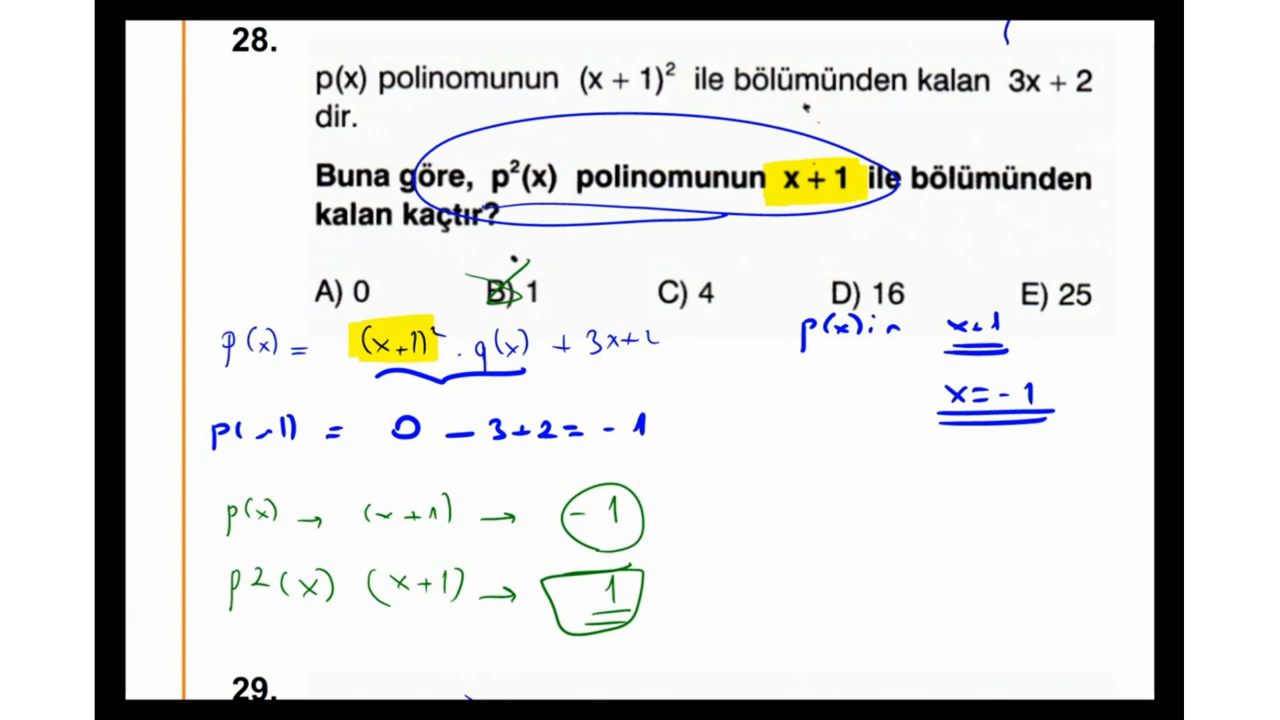 28.
p(x) polinomunun (x + 1)² ile bölümünden kalan 3x + 2
dir.
Buna göre, p²(x) polinomunun x + 1 ile bölümünden
kalan kaçtır?
A) 0 B) 1 C) 4 D) 16 E) 25
p(x) = (x+1)² . q(x) + 3x+2
p(x) in x+1
x = -1
p(-1) = 0 - 3+2 = -1
p(x) → (x+1) → -1
p2(x) (x+1) → 1
29.